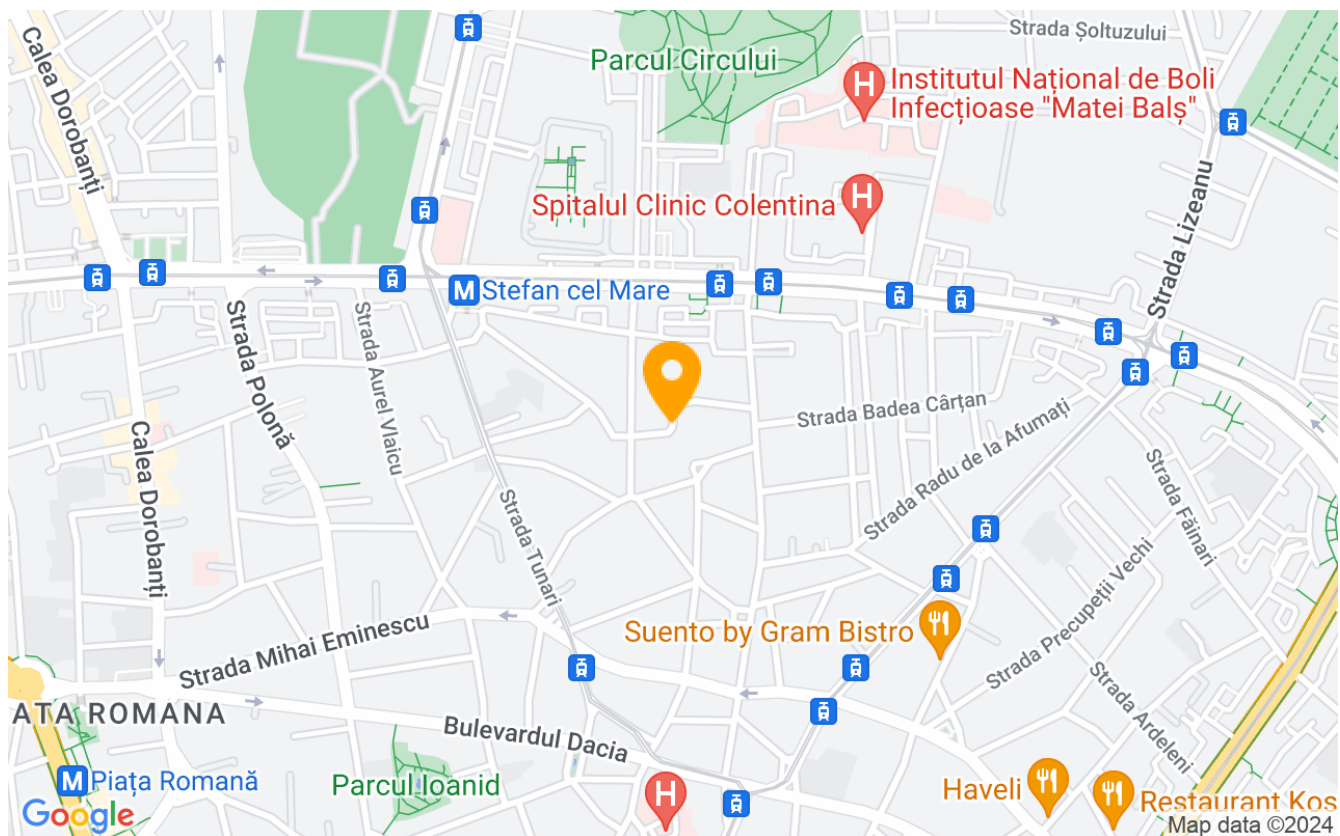 Strada Șoltuzului
Parcul Circului
Calea Dorobanți
Institutul Național de Boli
Infecțioase "Matei Balș"
H
Strada Lizeanu
Spitalul Clinic Colentina
H
M Stefan cel Mare
Strada Polonă
Strada Aurel Vlaicu
Strada Badea Cârțan
Strada Radu de la Afumați
Calea Dorobanți
Strada Făinari
Strada Tunari
Strada Precupeții Vechi
Suento by Gram Bistro
Strada Mihai Eminescu
Strada Ardeleni
ATA ROMANA
Bulevardul Dacia
M Piața Romană
Parcul Ioanid
H
Haveli
Restaurant Kos
Google
Map data ©2024